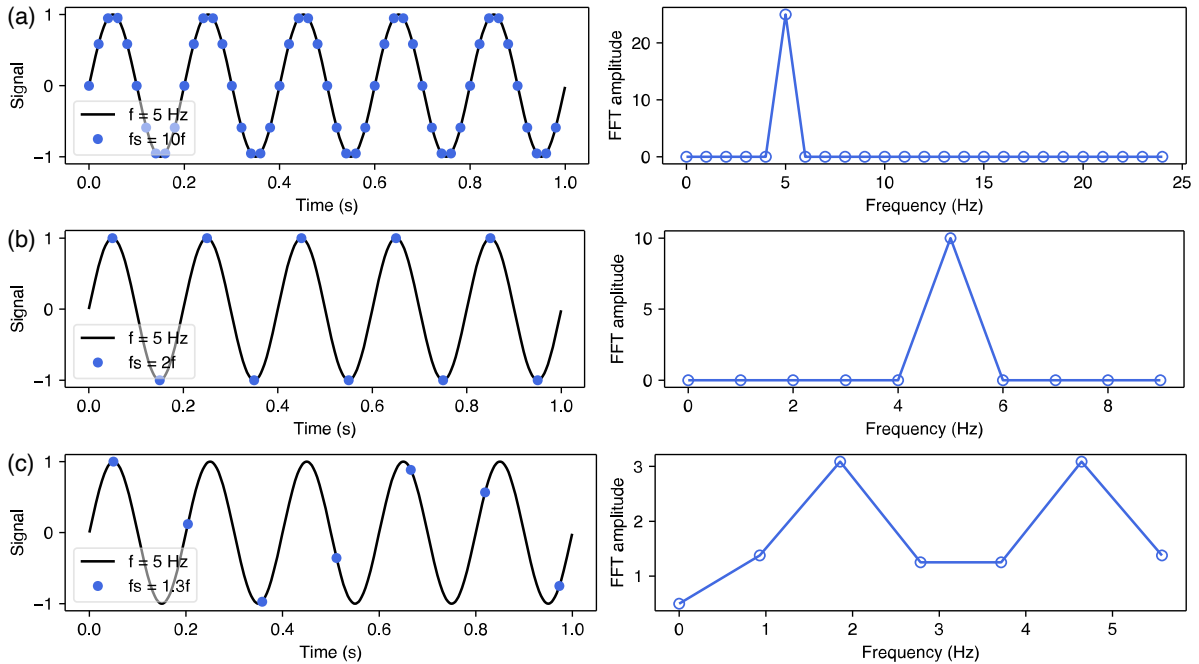 (a)
Signal
1
0
−1
f = 5 Hz
fs = 10f
0.0 0.2 0.4 0.6 0.8 1.0
Time (s)
FFT amplitude
20
10
0
0 5 10 15 20 25
Frequency (Hz)
(b)
Signal
1
0
−1
f = 5 Hz
fs = 2f
0.0 0.2 0.4 0.6 0.8 1.0
Time (s)
FFT amplitude
10
5
0
0 2 4 6 8
Frequency (Hz)
(c)
Signal
1
0
−1
f = 5 Hz
fs = 1.3f
0.0 0.2 0.4 0.6 0.8 1.0
Time (s)
FFT amplitude
3
2
1
0 1 2 3 4 5
Frequency (Hz)